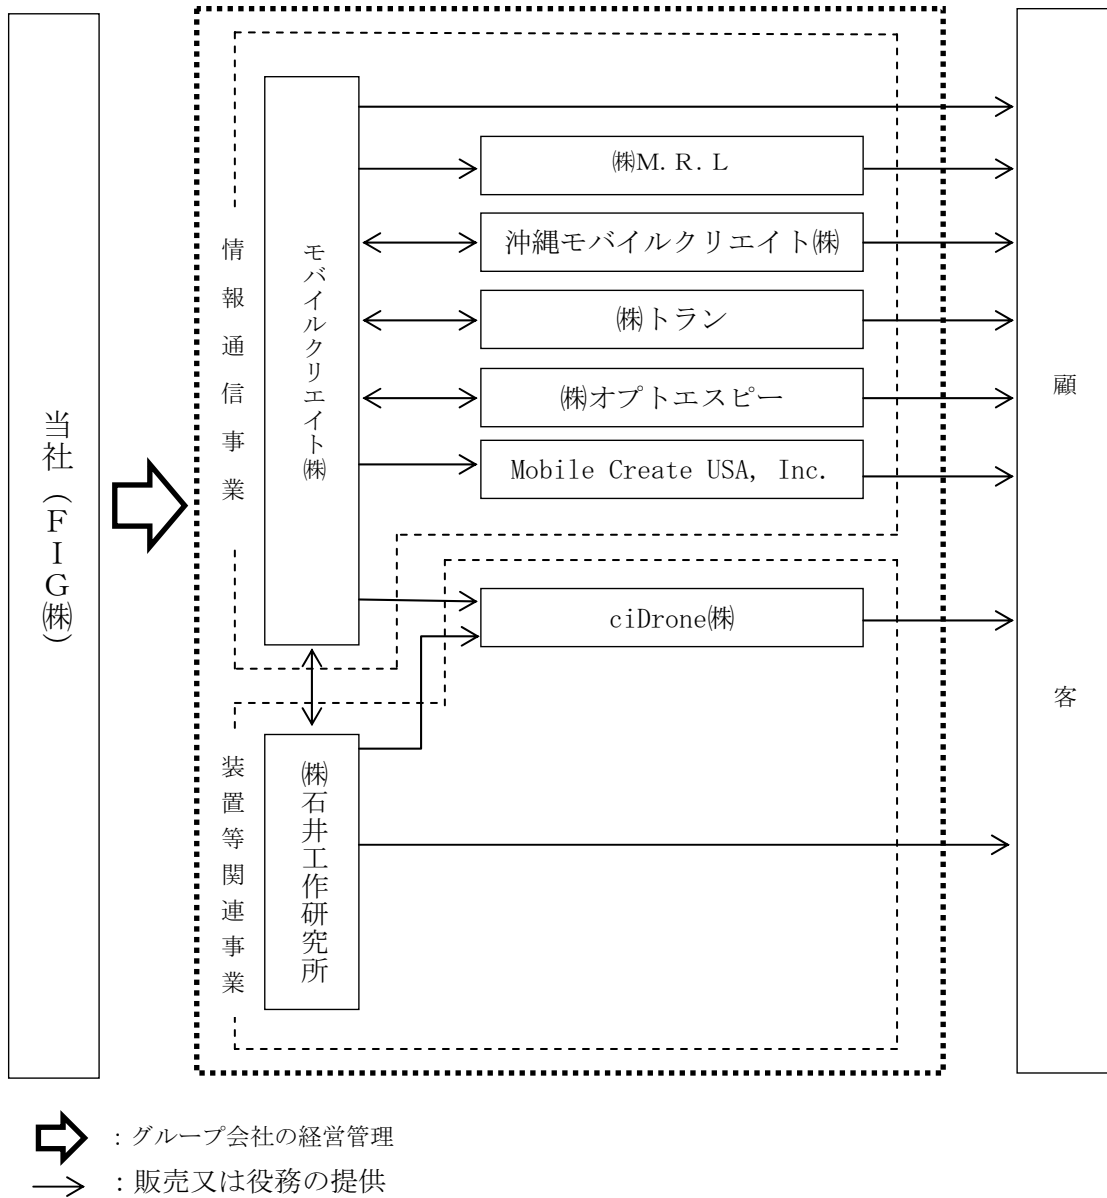 当社（FIG㈱）
情報通信事業
モバイルクリエイト㈱
㈱M.R.L
沖縄モバイルクリエイト㈱
㈱トラン
㈱オプトエスピー
Mobile Create USA, Inc.
ciDrone㈱
装置等関連事業
㈱石井工作研究所
顧客
：グループ会社の経営管理
：販売又は役務の提供